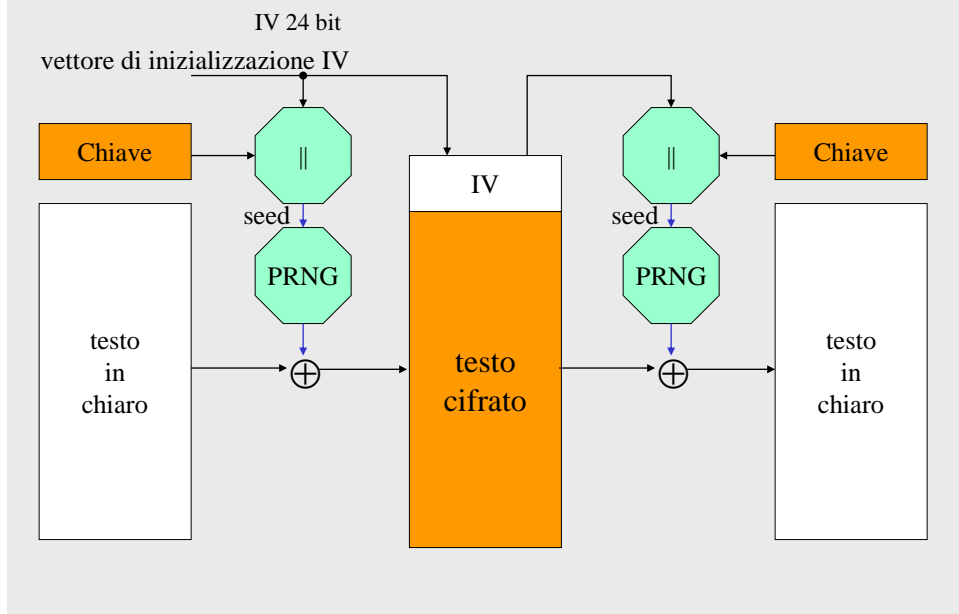 IV 24 bit
vettore di inizializzazione IV
Chiave
||
IV
||
Chiave
seed
seed
PRNG
PRNG
testo
in
chiaro
testo
cifrato
testo
in
chiaro